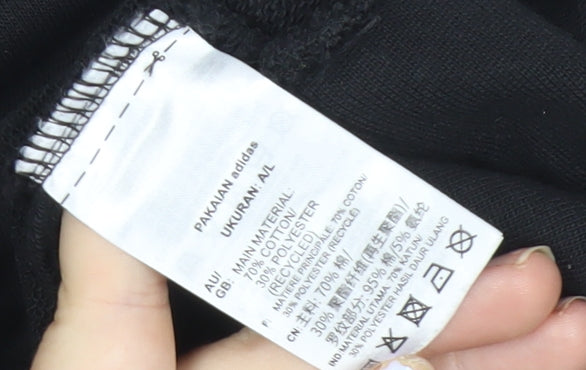 PAKAIAN adidas
UKURAN: A/L
AU/
GB: MAIN MATERIAL:
70% COTTON/
30% POLYESTER
(RECYCLED)
F: MATIERE PRINCIPALE: 70% COTON/
30% POLYESTER (RECYCLE)
CN 主料: 70% 棉/
30% 聚酯纤维(再生聚酯)/
罗纹部分: 95% 棉/5% 氨纶
IND MATERIAL UTAMA: 70% KATUN/
30% POLYESTER HASIL DAUR ULANG